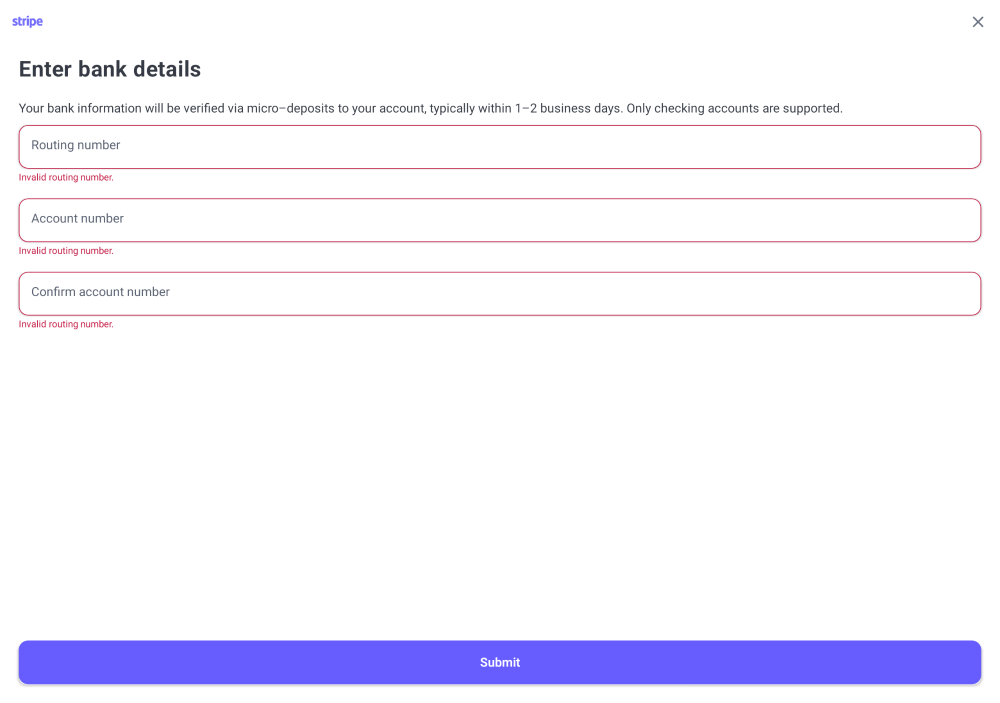 stripe
Enter bank details
Your bank information will be verified via micro–deposits to your account, typically within 1–2 business days. Only checking accounts are supported.
Routing number
Invalid routing number.
Account number
Invalid routing number.
Confirm account number
Invalid routing number.
Submit